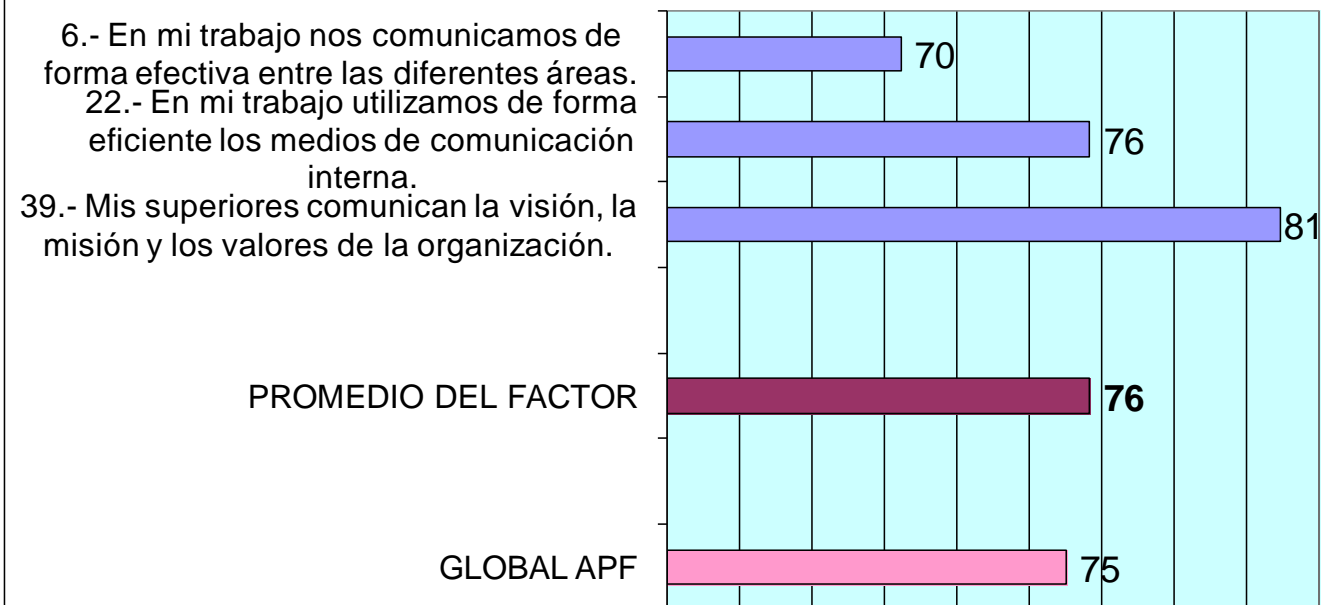 6.- En mi trabajo nos comunicamos de
forma efectiva entre las diferentes áreas.
70
22.- En mi trabajo utilizamos de forma
eficiente los medios de comunicación
interna.
76
39.- Mis superiores comunican la visión, la
misión y los valores de la organización.
81
PROMEDIO DEL FACTOR
76
GLOBAL APF
75